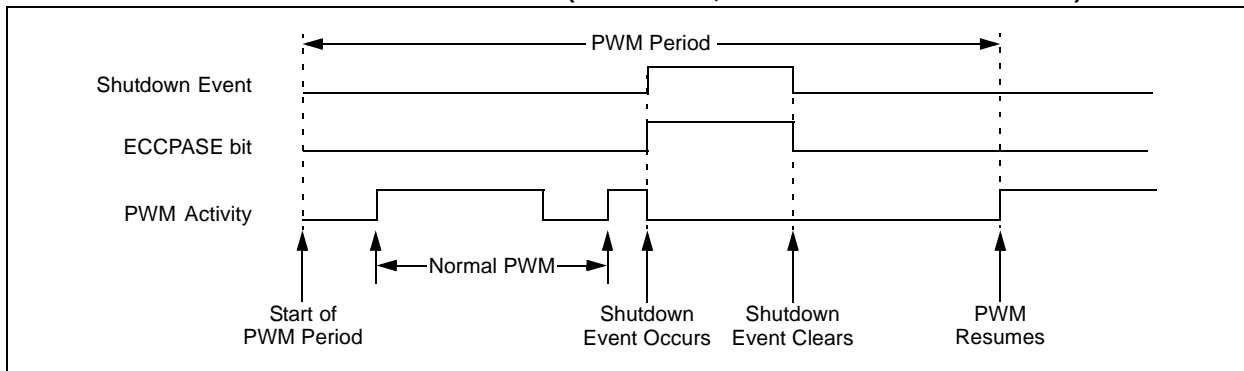 PWM Period
Shutdown Event
ECCPASE bit
PWM Activity
Normal PWM
Start of
PWM Period
Shutdown
Event Occurs
Shutdown
Event Clears
PWM
Resumes